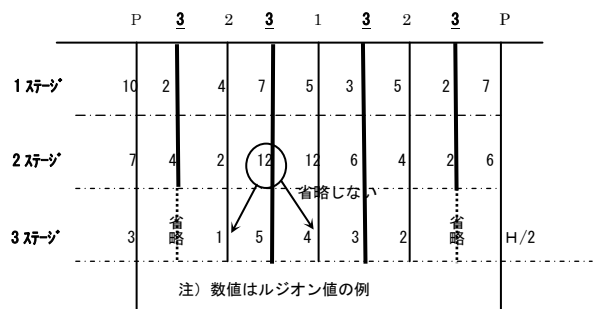 P 3 2 3 1 3 2 3 P
1ｽﾃｰｼﾞ 10 2 4 7 5 3 5 2 7
2ｽﾃｰｼﾞ 7 4 2 12 12 6 4 2 6
省略しない
3ｽﾃｰｼﾞ 3 省略 1 5 4 3 2 省略 H/2
注）数値はルジオン値の例